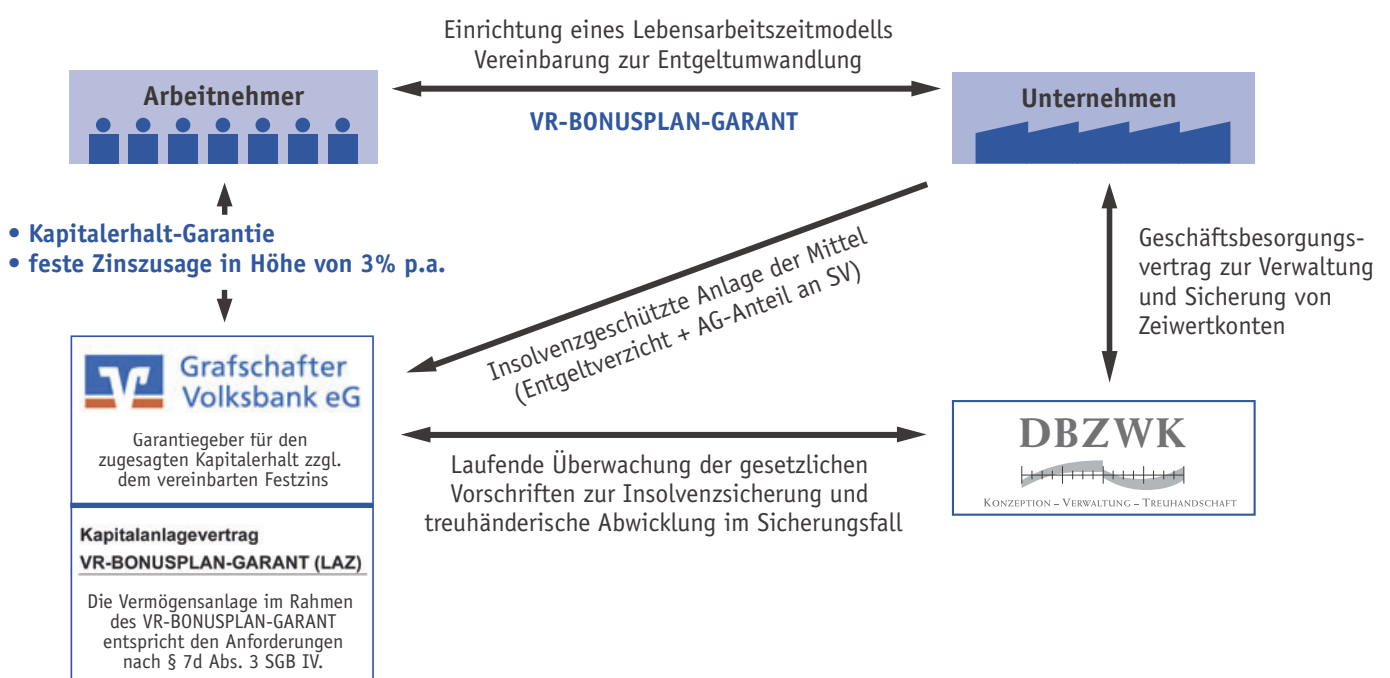 Einrichtung eines Lebensarbeitszeitmodells
Vereinbarung zur Entgeltumwandlung
Arbeitnehmer
VR-BONUSPLAN-GARANT
Unternehmen
• Kapitalerhalt-Garantie
• feste Zinszusage in Höhe von 3% p.a.
Insolvenzgeschützte Anlage der Mittel
(Entgeltverzicht + AG-Anteil an SV)
Geschäftsbesorgungs-
vertrag zur Verwaltung
und Sicherung von
Zeiwertkonten
Grafschafter
Volksbank eG
Garantiegeber für den
zugesagten Kapitalerhalt zzgl.
dem vereinbarten Festzins
Laufende Überwachung der gesetzlichen
Vorschriften zur Insolvenzsicherung und
treuhänderische Abwicklung im Sicherungsfall
DBZWK
KONZEPTION – VERWALTUNG – TREUHANDSCHAFT
Kapitalanlagevertrag
VR-BONUSPLAN-GARANT (LAZ)
Die Vermögensanlage im Rahmen
des VR-BONUSPLAN-GARANT
entspricht den Anforderungen
nach § 7d Abs. 3 SGB IV.